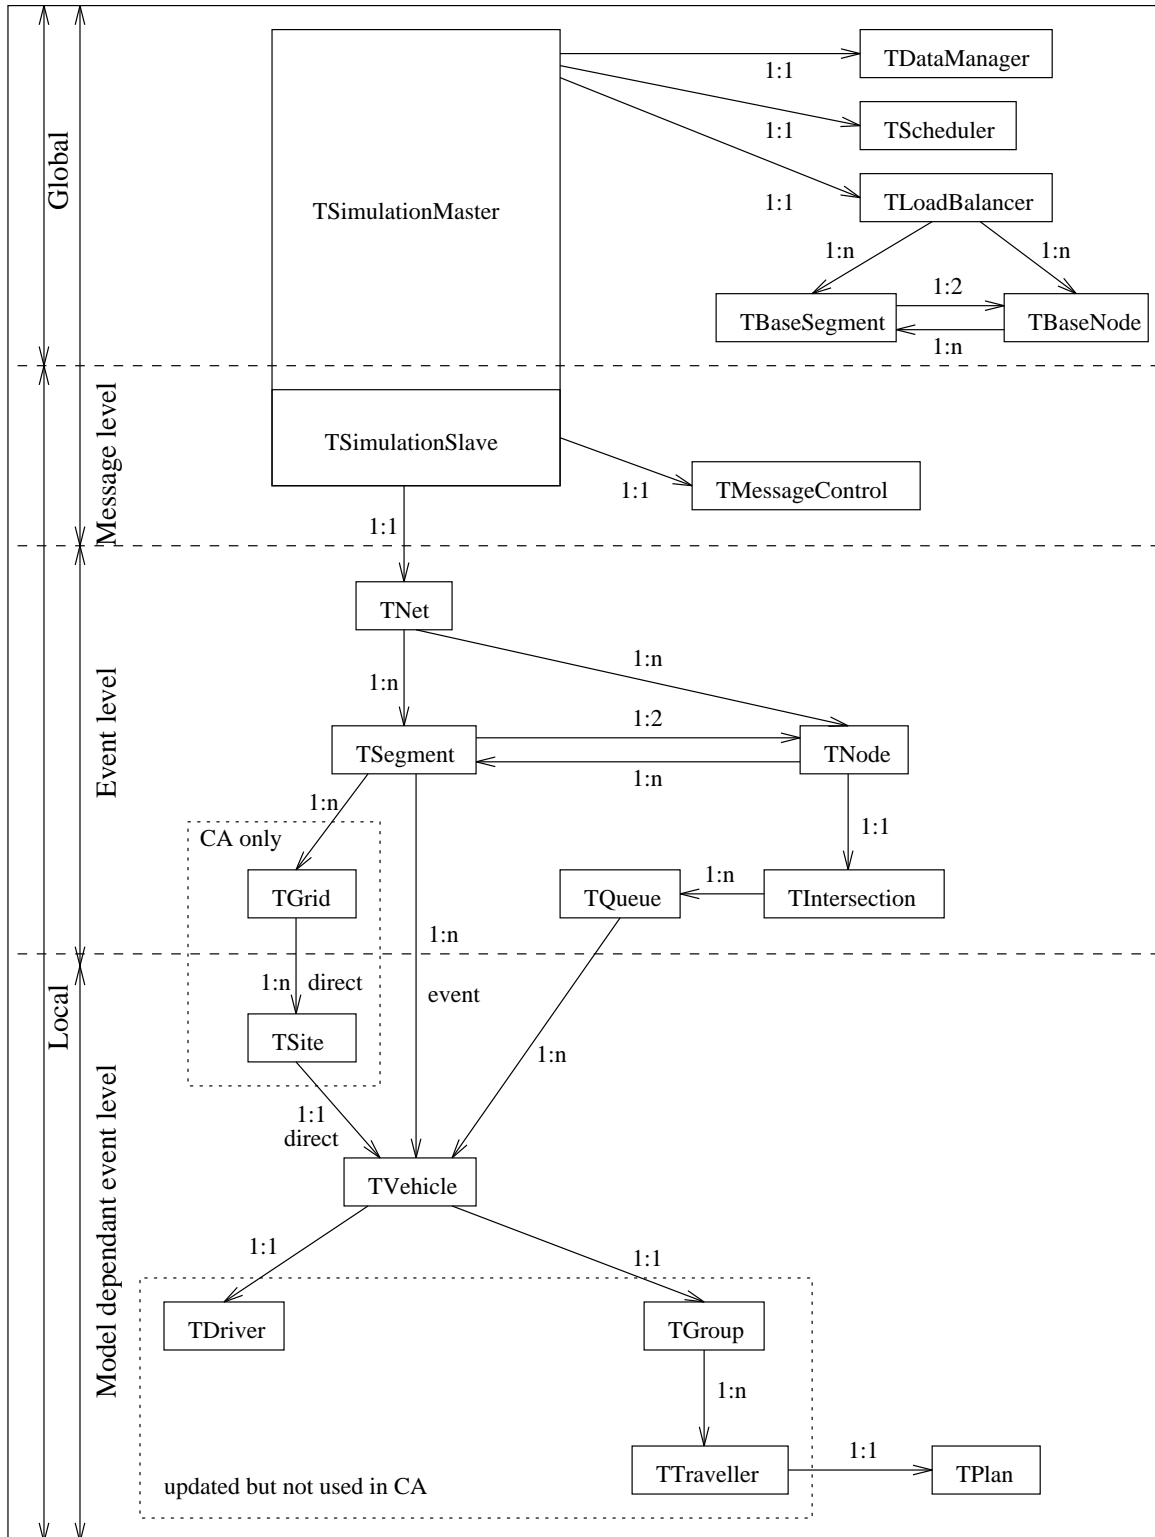 TDataManager
1:1
TScheduler
1:1
Global
TSimulationMaster
TLoadBalancer
1:1
1:n
1:n
1:2
TBaseSegment
TBaseNode
1:n
Message level
TSimulationSlave
TMessageControl
1:1
1:1
TNet
1:n
1:n
Event level
1:2
TSegment
TNode
1:n
1:n
1:1
CA only
TGrid
TQueue
1:n
TIntersection
1:n
Local
1:n
direct
event
TSite
1:n
1:1
direct
Model dependant event level
TVehicle
1:1
1:1
TDriver
TGroup
1:n
1:1
TTraveller
TPlan
updated but not used in CA